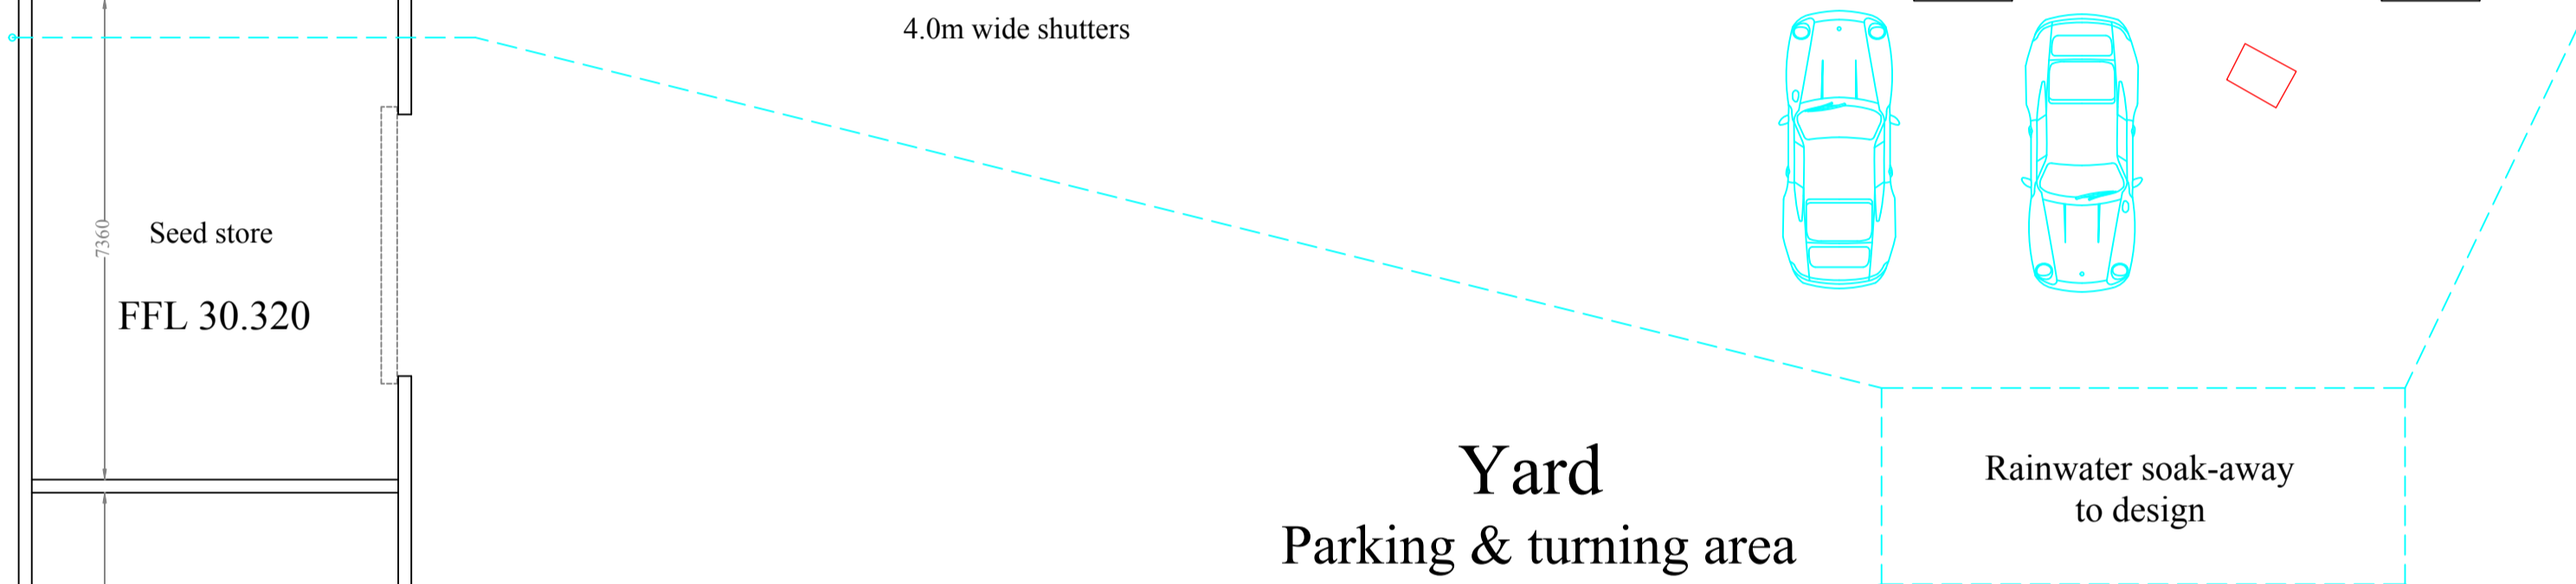 4.0m wide shutters
7360
Seed store
FFL 30.320
Yard
Parking & turning area
Rainwater soak-away
to design